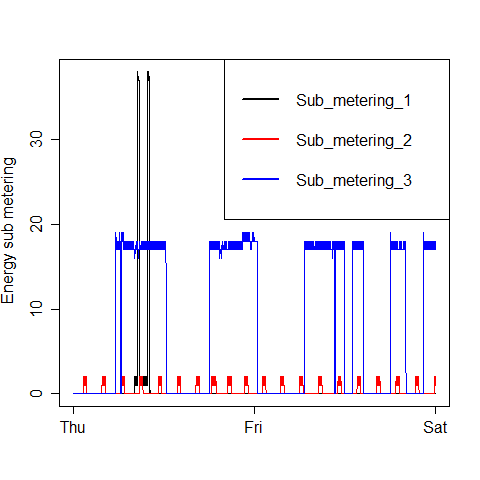 Sub_metering_1
Sub_metering_2
Sub_metering_3
Energy sub metering
30
20
10
0
Thu
Fri
Sat